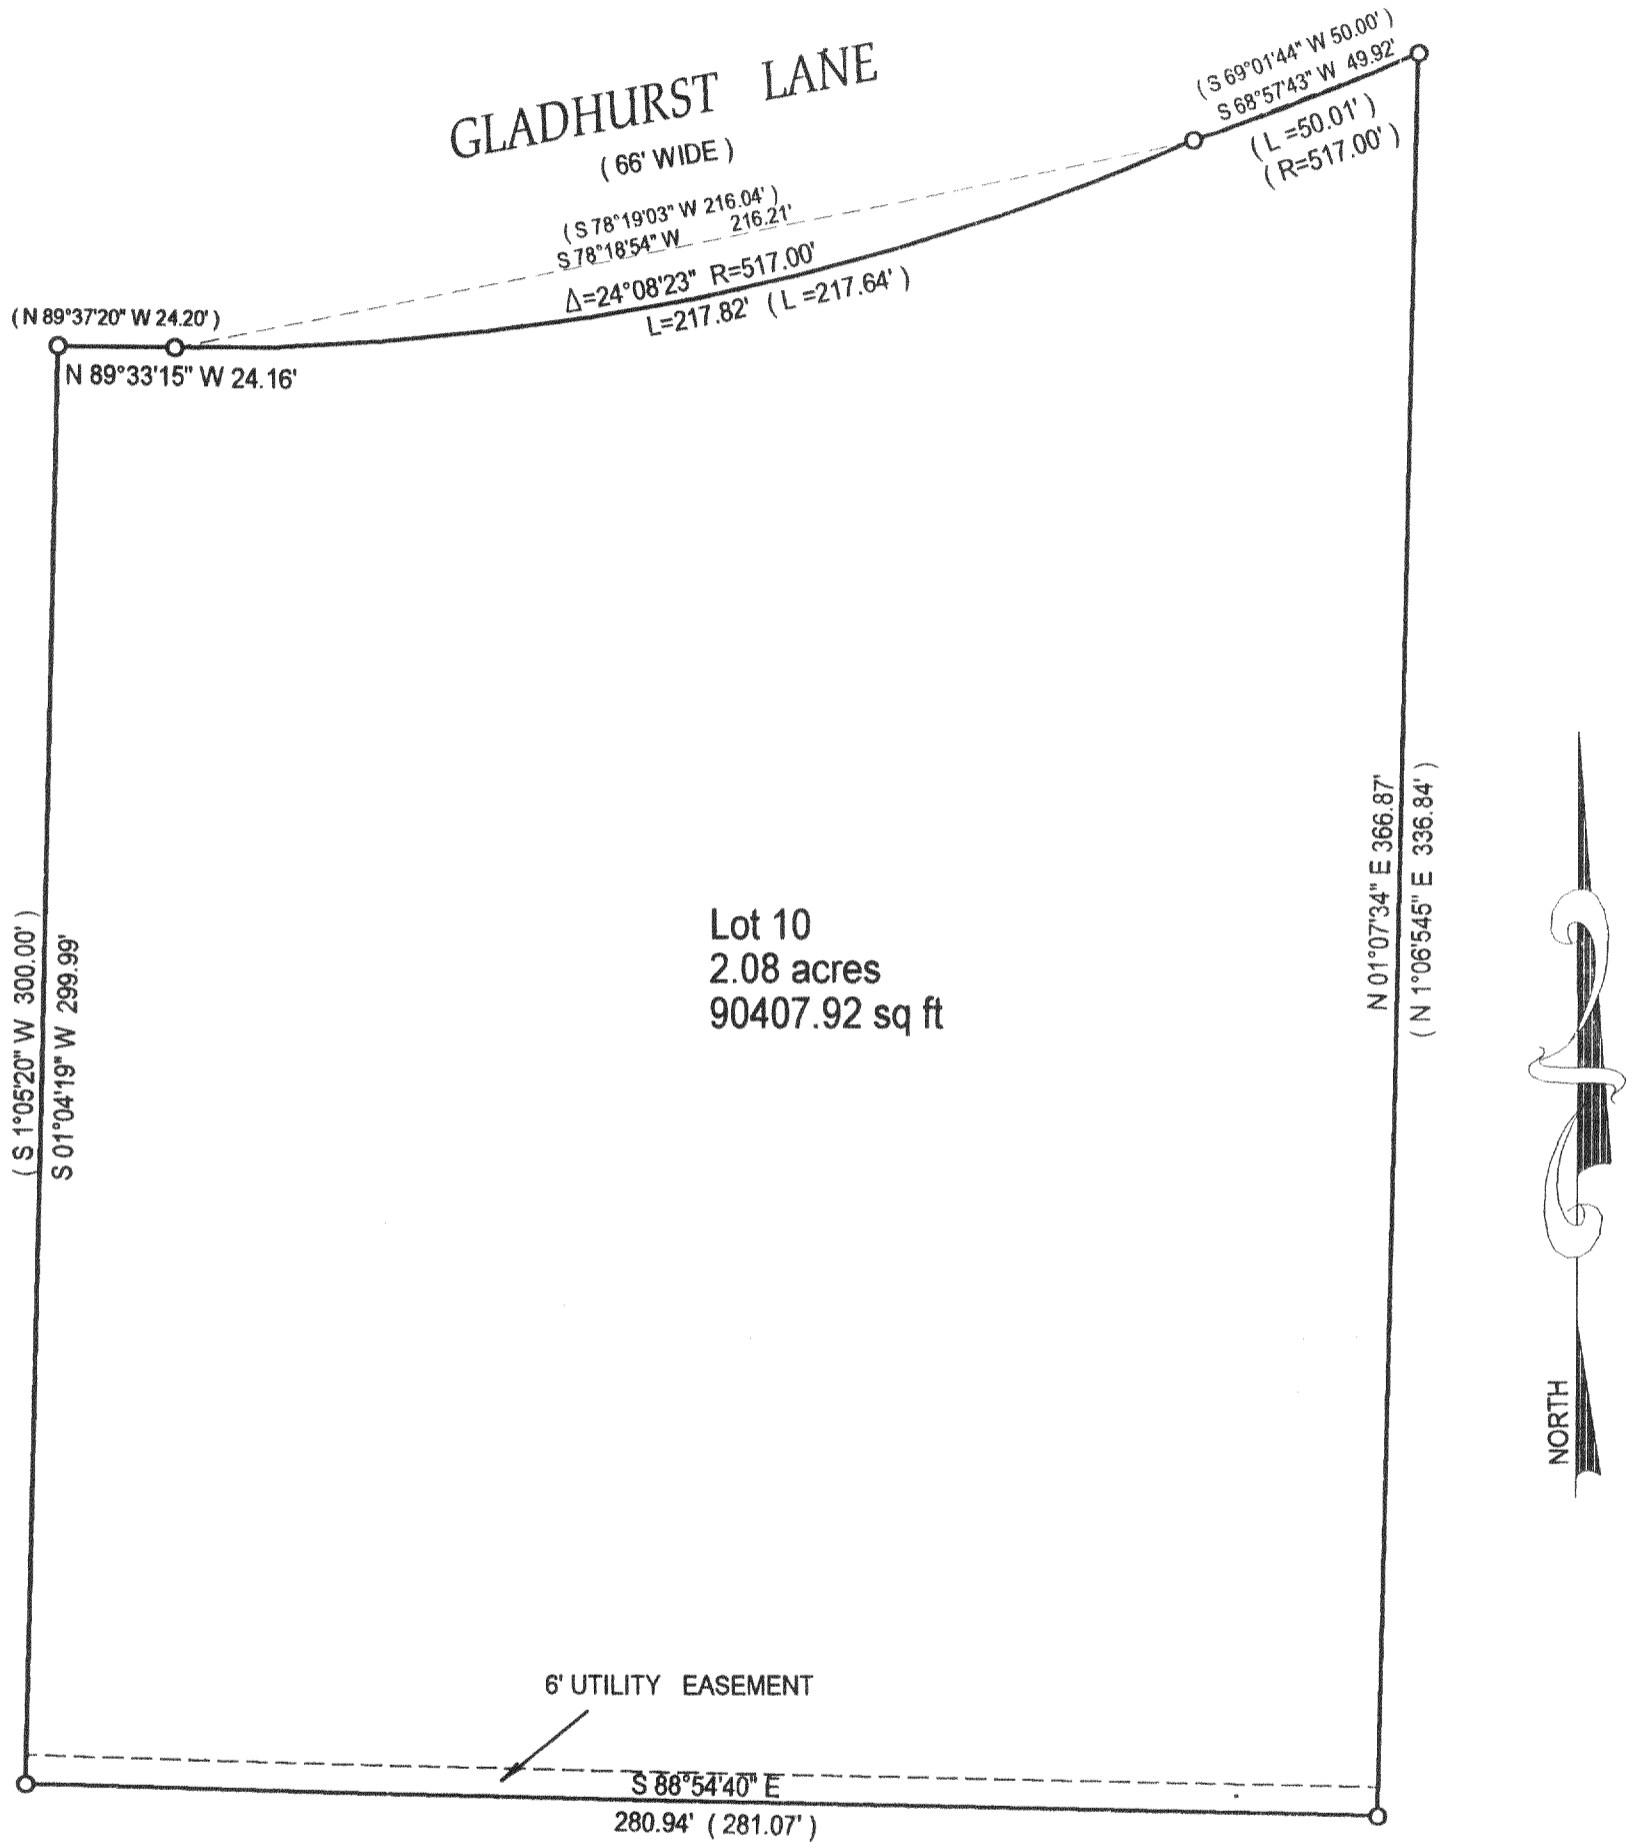 GLADHURST LANE
( 66' WIDE )
( S 69°01'44" W 50.00' )
S 68°57'43" W 49.92'
( L =50.01' )
( R=517.00' )
( S 78°19'03" W 216.04' )
S 78°18'54" W 216.21'
Δ=24°08'23" R=517.00'
L=217.82' ( L =217.64' )
( N 89°37'20" W 24.20' )
N 89°33'15" W 24.16'
( S 1°05'20" W 300.00' )
S 01°04'19" W 299.99'
Lot 10
2.08 acres
90407.92 sq ft
N 01°07'34" E 366.87'
( N 1°06'545" E 336.84' )
NORTH
6' UTILITY EASEMENT
S 88°54'40" E
280.94' ( 281.07' )